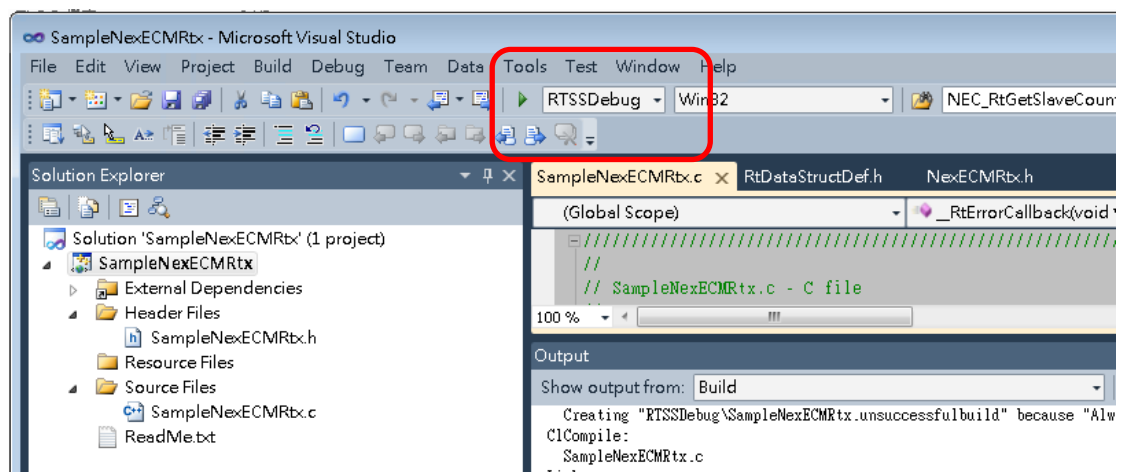 SampleNexECMRtx - Microsoft Visual Studio
File Edit View Project Build Debug Team Data Tools Test Window Help
RTSSDebug Win32 NEC_RtGetSlaveCoun
Solution Explorer
Solution 'SampleNexECMRtx' (1 project)
SampleNexECMRtx
External Dependencies
Header Files
SampleNexECMRtx.h
Resource Files
Source Files
SampleNexECMRtx.c
ReadMe.txt
SampleNexECMRtx.c RtDataStructDef.h NexECMRtx.h
(Global Scope) __RtErrorCallback(void
//
// SampleNexECMRtx.c - C file
100 %
Output
Show output from: Build
Creating "RTSSDebug\SampleNexECMRtx.unsuccessfulbuild" because "Alw
ClCompile:
SampleNexECMRtx.c